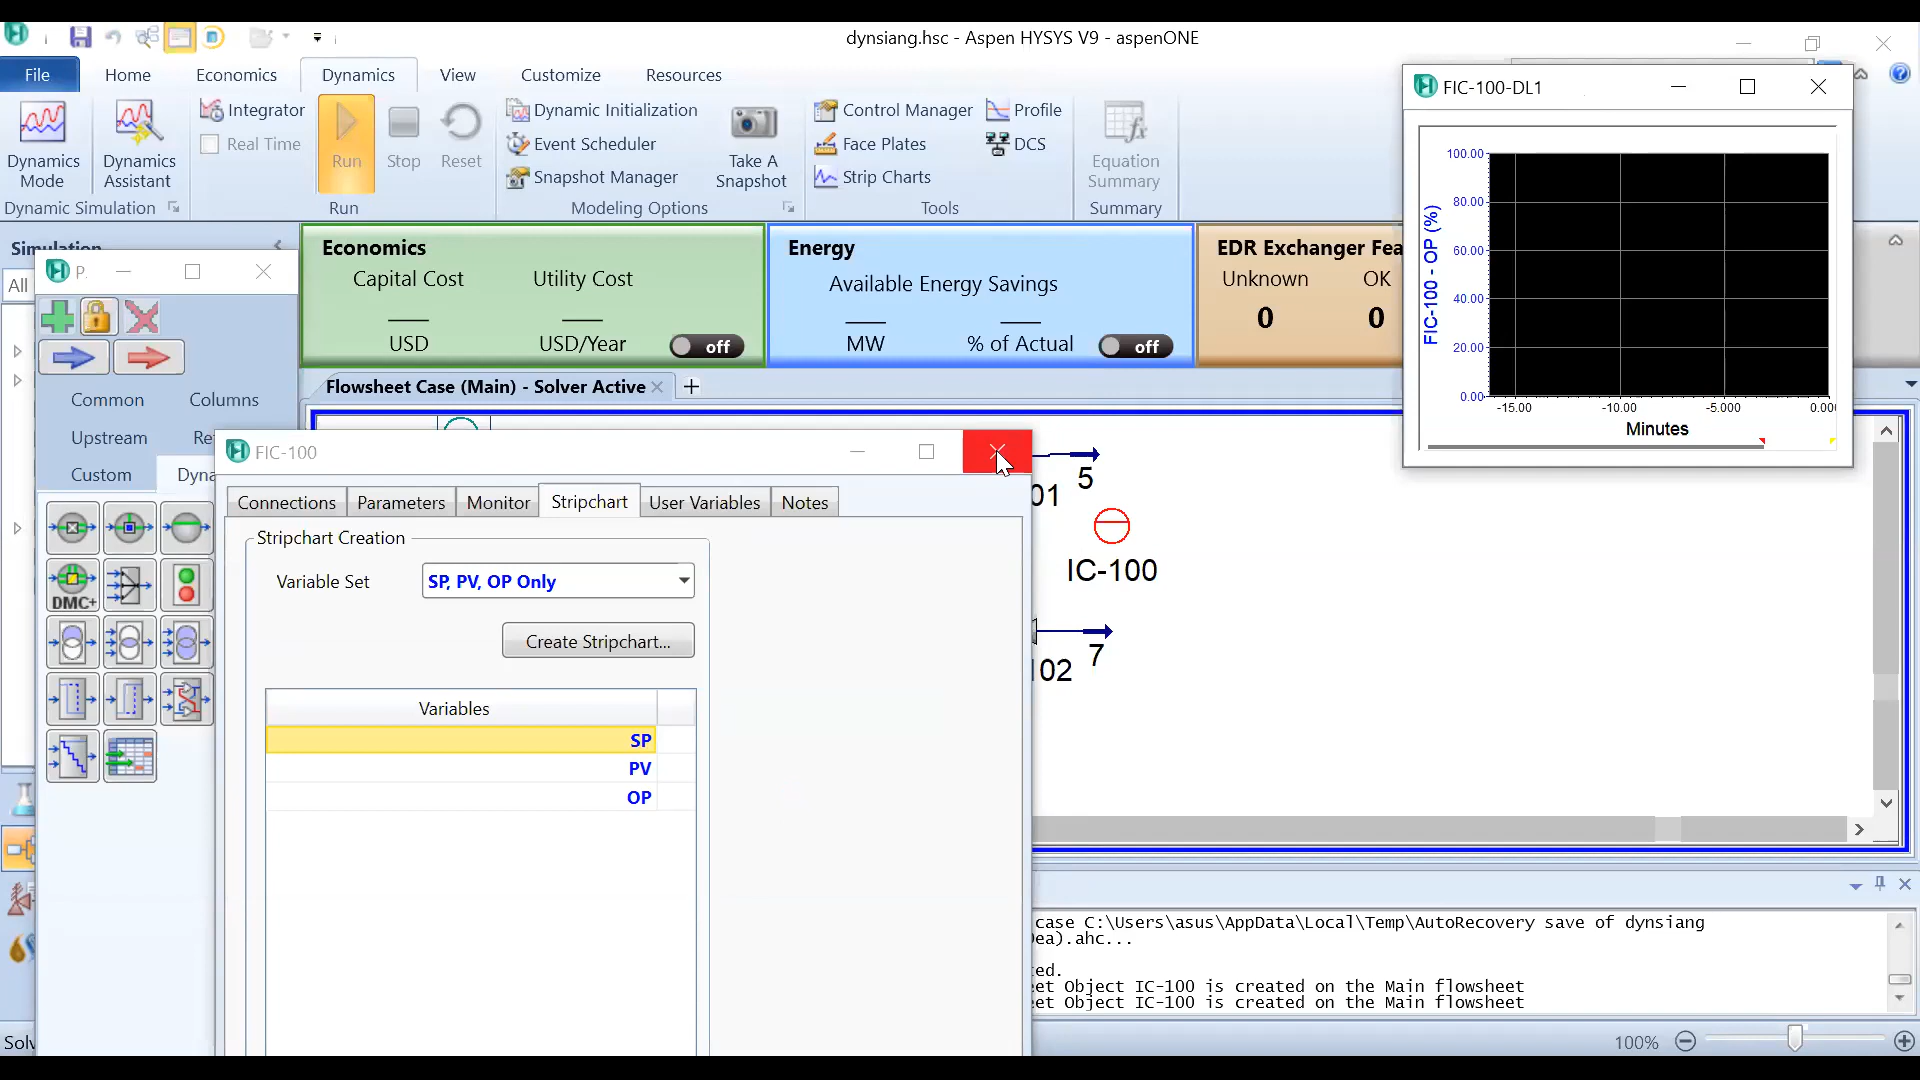 dynsiang.hsc - Aspen HYSYS V9 - aspenONE
File
Home
Economics
Dynamics
View
Customize
Resources
Dynamics Mode
Dynamics Assistant
Integrator
Real Time
Run
Stop
Reset
Dynamic Initialization
Event Scheduler
Snapshot Manager
Take A Snapshot
Control Manager
Face Plates
Strip Charts
Profile
DCS
Equation Summary
Dynamic Simulation
Run
Modeling Options
Tools
Summary
FIC-100-DL1
100.00
80.00
60.00
40.00
20.00
0.00
FIC-100 - OP (%)
-15.00
-10.00
-5.000
Minutes
All
P.
Common
Columns
Upstream
Custom
DMC+
Economics
Capital Cost
Utility Cost
USD
USD/Year
off
Energy
Available Energy Savings
MW
% of Actual
off
EDR Exchanger Fea
Unknown
OK
0
0
Flowsheet Case (Main) - Solver Active
FIC-100
Connections
Parameters
Monitor
Stripchart
User Variables
Notes
Stripchart Creation
Variable Set
SP, PV, OP Only
Create Stripchart...
Variables
SP
PV
OP
5
01
IC-100
7
102
case C:\Users\asus\AppData\Local\Temp\AutoRecovery save of dynsiang
ea).ahc...
ed.
et Object IC-100 is created on the Main flowsheet
et Object IC-100 is created on the Main flowsheet
100%